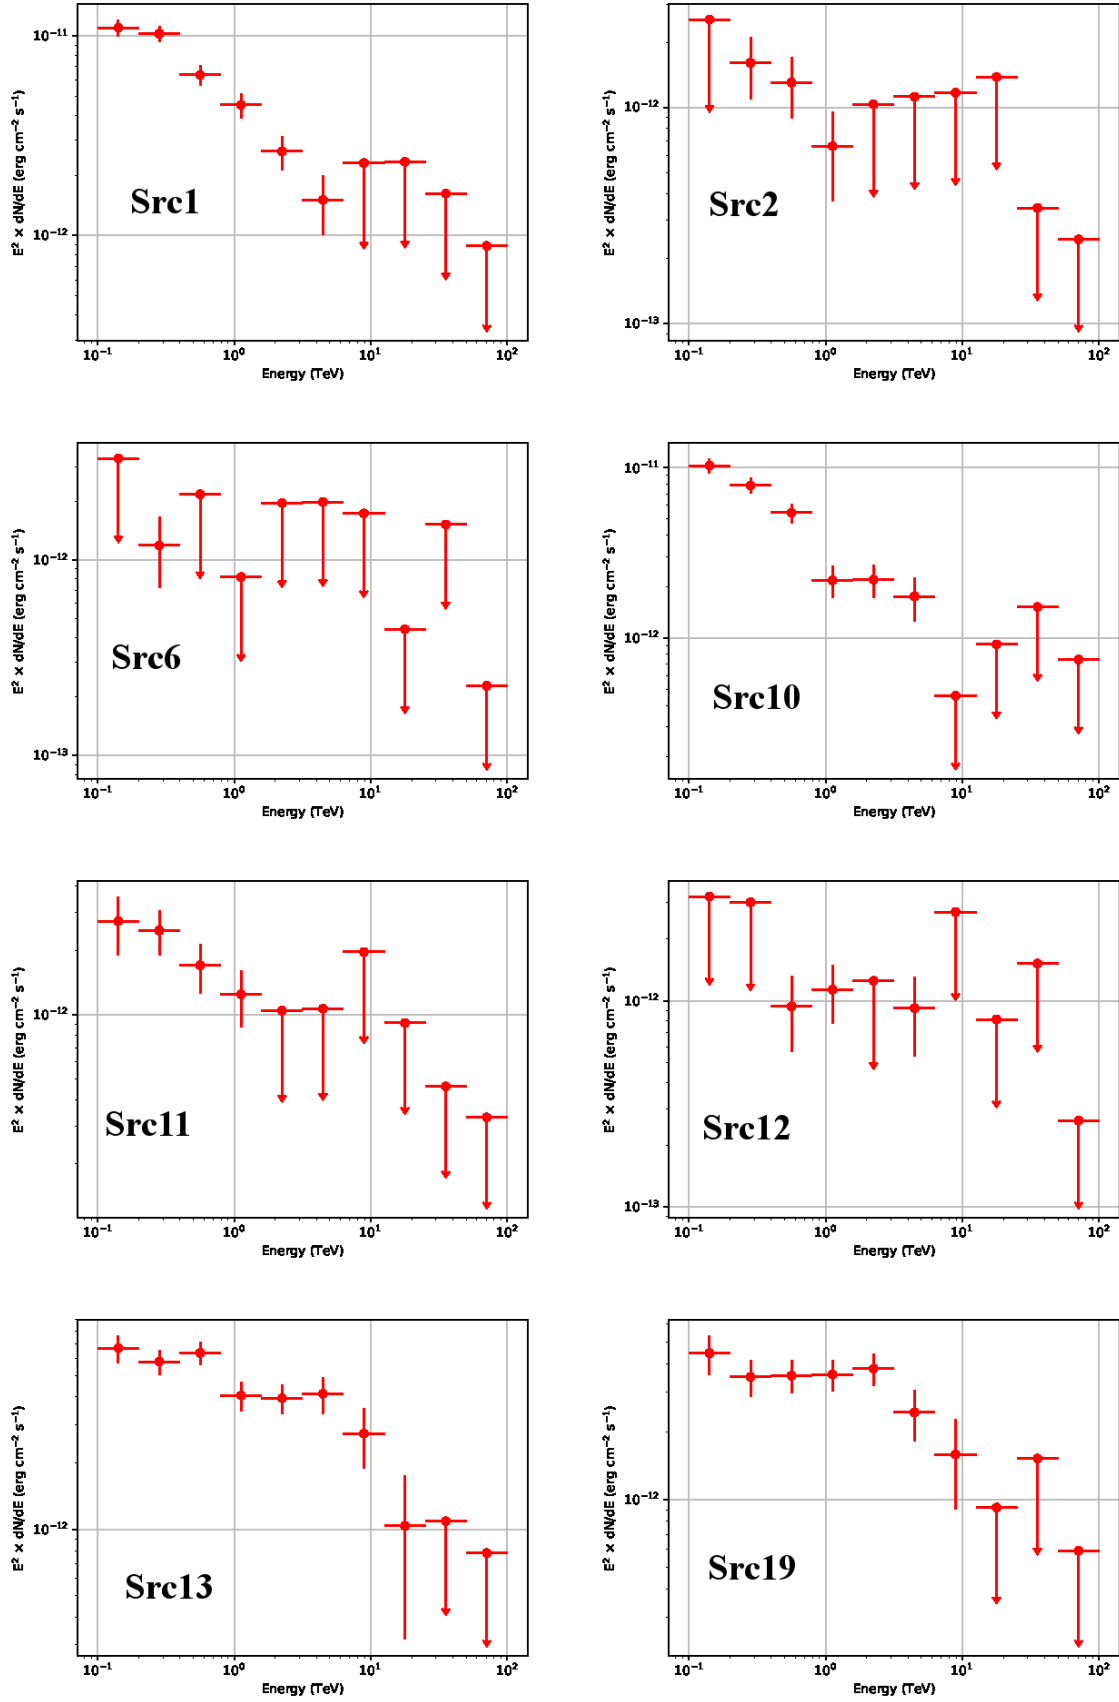 E² × dN/dE (erg cm⁻² s⁻¹)
10⁻¹¹
10⁻¹²
Src1
10⁻¹ 10⁰ 10¹ 10²
Energy (TeV)
E² × dN/dE (erg cm⁻² s⁻¹)
10⁻¹²
10⁻¹³
Src2
10⁻¹ 10⁰ 10¹ 10²
Energy (TeV)
E² × dN/dE (erg cm⁻² s⁻¹)
10⁻¹²
10⁻¹³
Src6
10⁻¹ 10⁰ 10¹ 10²
Energy (TeV)
E² × dN/dE (erg cm⁻² s⁻¹)
10⁻¹¹
10⁻¹²
Src10
10⁻¹ 10⁰ 10¹ 10²
Energy (TeV)
E² × dN/dE (erg cm⁻² s⁻¹)
10⁻¹²
Src11
10⁻¹ 10⁰ 10¹ 10²
Energy (TeV)
E² × dN/dE (erg cm⁻² s⁻¹)
10⁻¹²
10⁻¹³
Src12
10⁻¹ 10⁰ 10¹ 10²
Energy (TeV)
E² × dN/dE (erg cm⁻² s⁻¹)
10⁻¹²
Src13
10⁻¹ 10⁰ 10¹ 10²
Energy (TeV)
E² × dN/dE (erg cm⁻² s⁻¹)
10⁻¹²
Src19
10⁻¹ 10⁰ 10¹ 10²
Energy (TeV)